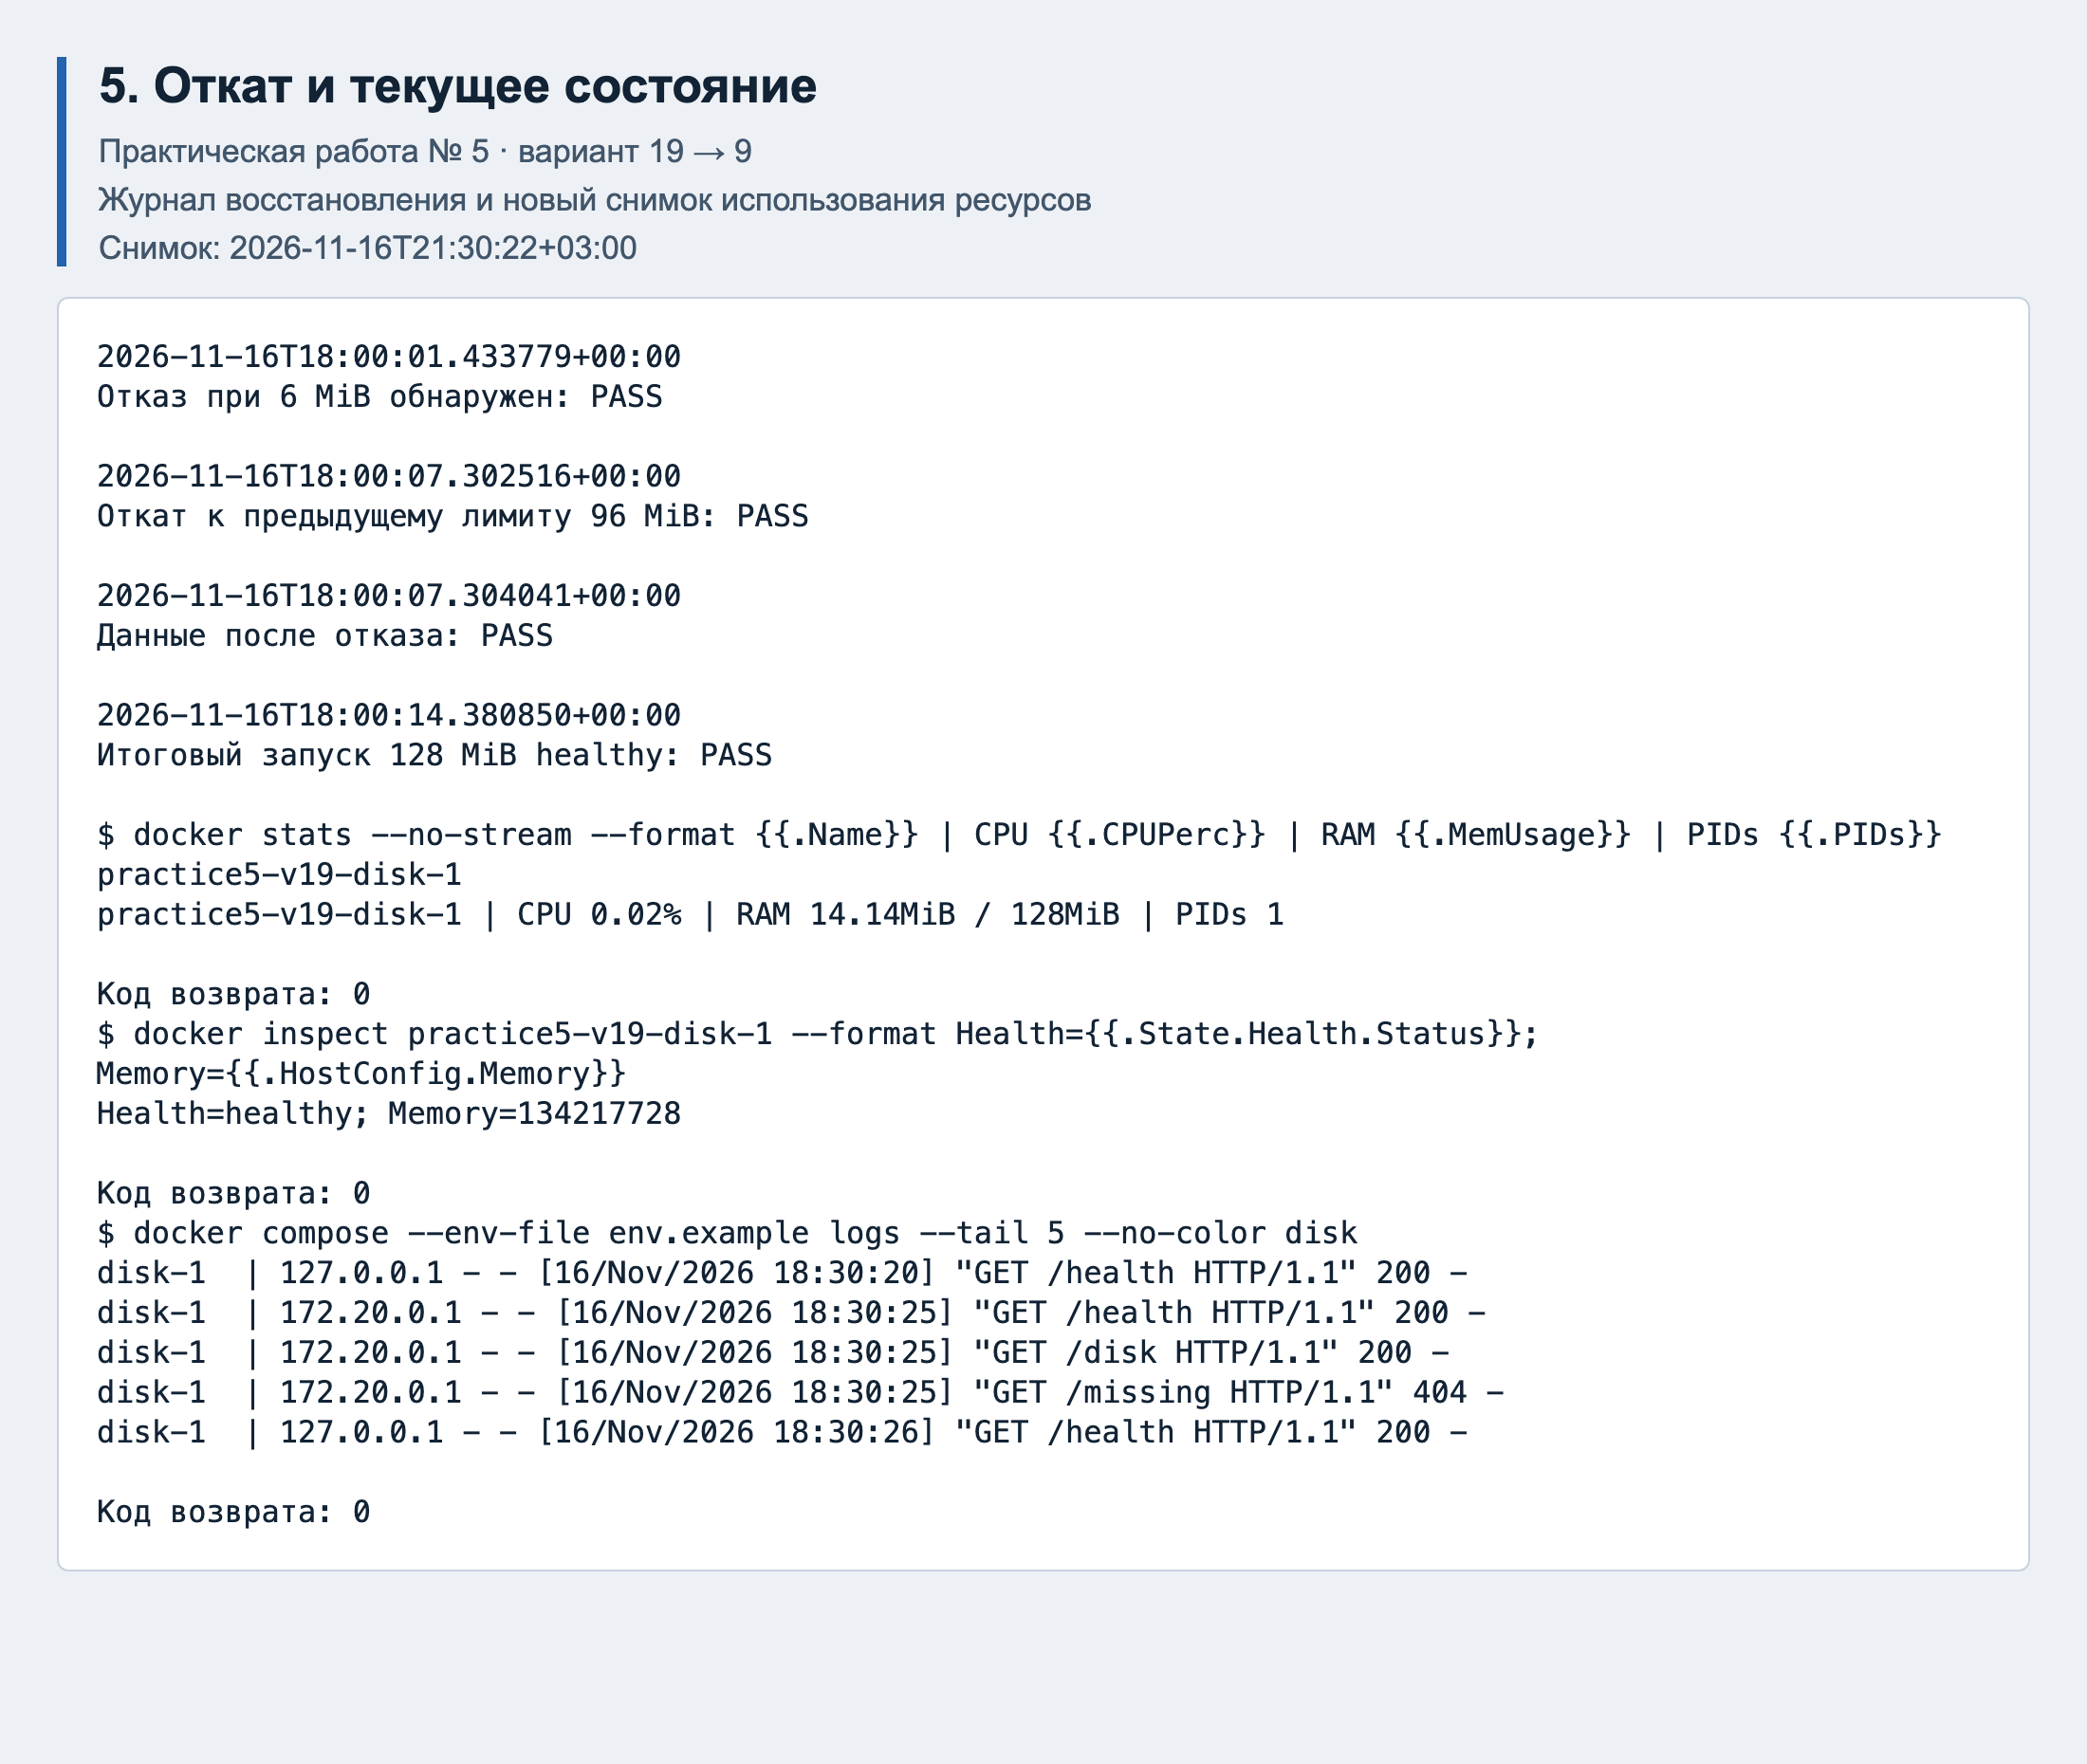 5. Откат и текущее состояние
Практическая работа № 5 · вариант 19 → 9
Журнал восстановления и новый снимок использования ресурсов
Снимок: 2026-11-16T21:30:22+03:00
2026-11-16T18:00:01.433779+00:00
Отказ при 6 MiB обнаружен: PASS
2026-11-16T18:00:07.302516+00:00
Откат к предыдущему лимиту 96 MiB: PASS
2026-11-16T18:00:07.304041+00:00
Данные после отказа: PASS
2026-11-16T18:00:14.380850+00:00
Итоговый запуск 128 MiB healthy: PASS
$ docker stats --no-stream --format {{.Name}} | CPU {{.CPUPerc}} | RAM {{.MemUsage}} | PIDs {{.PIDs}}
practice5-v19-disk-1
practice5-v19-disk-1 | CPU 0.02% | RAM 14.14MiB / 128MiB | PIDs 1
Код возврата: 0
$ docker inspect practice5-v19-disk-1 --format Health={{.State.Health.Status}};
Memory={{.HostConfig.Memory}}
Health=healthy; Memory=134217728
Код возврата: 0
$ docker compose --env-file env.example logs --tail 5 --no-color disk
disk-1  | 127.0.0.1 - - [16/Nov/2026 18:30:20] "GET /health HTTP/1.1" 200 -
disk-1  | 172.20.0.1 - - [16/Nov/2026 18:30:25] "GET /health HTTP/1.1" 200 -
disk-1  | 172.20.0.1 - - [16/Nov/2026 18:30:25] "GET /disk HTTP/1.1" 200 -
disk-1  | 172.20.0.1 - - [16/Nov/2026 18:30:25] "GET /missing HTTP/1.1" 404 -
disk-1  | 127.0.0.1 - - [16/Nov/2026 18:30:26] "GET /health HTTP/1.1" 200 -
Код возврата: 0